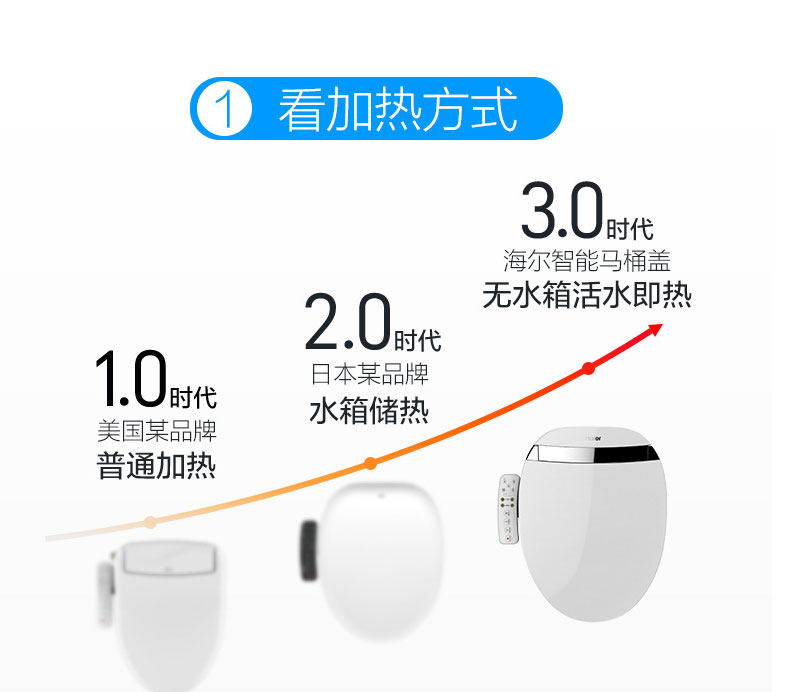 1 看加热方式
3.0时代
海尔智能马桶盖
无水箱活水即热
2.0时代
日本某品牌
水箱储热
1.0时代
美国某品牌
普通加热
Haier